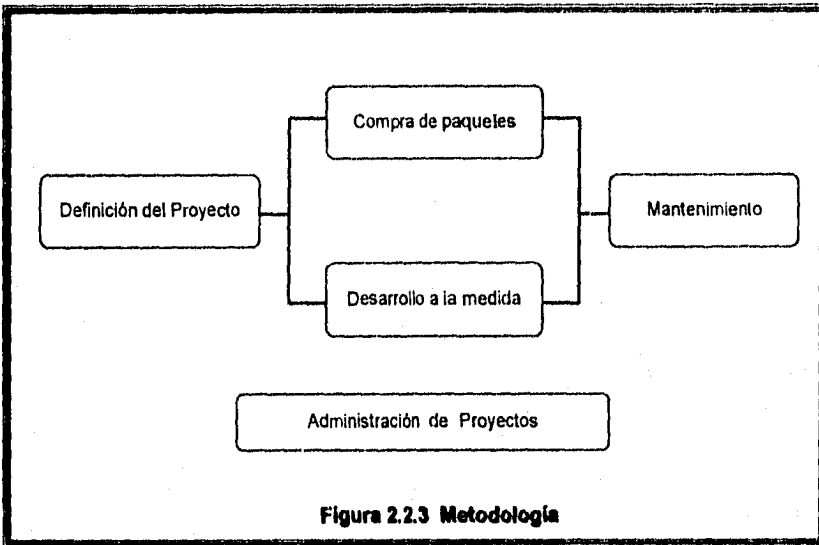 Compra de paquetes
Definición del Proyecto
Mantenimiento
Desarrollo a la medida
Administración de Proyectos
Figura 2.2.3 Metodología